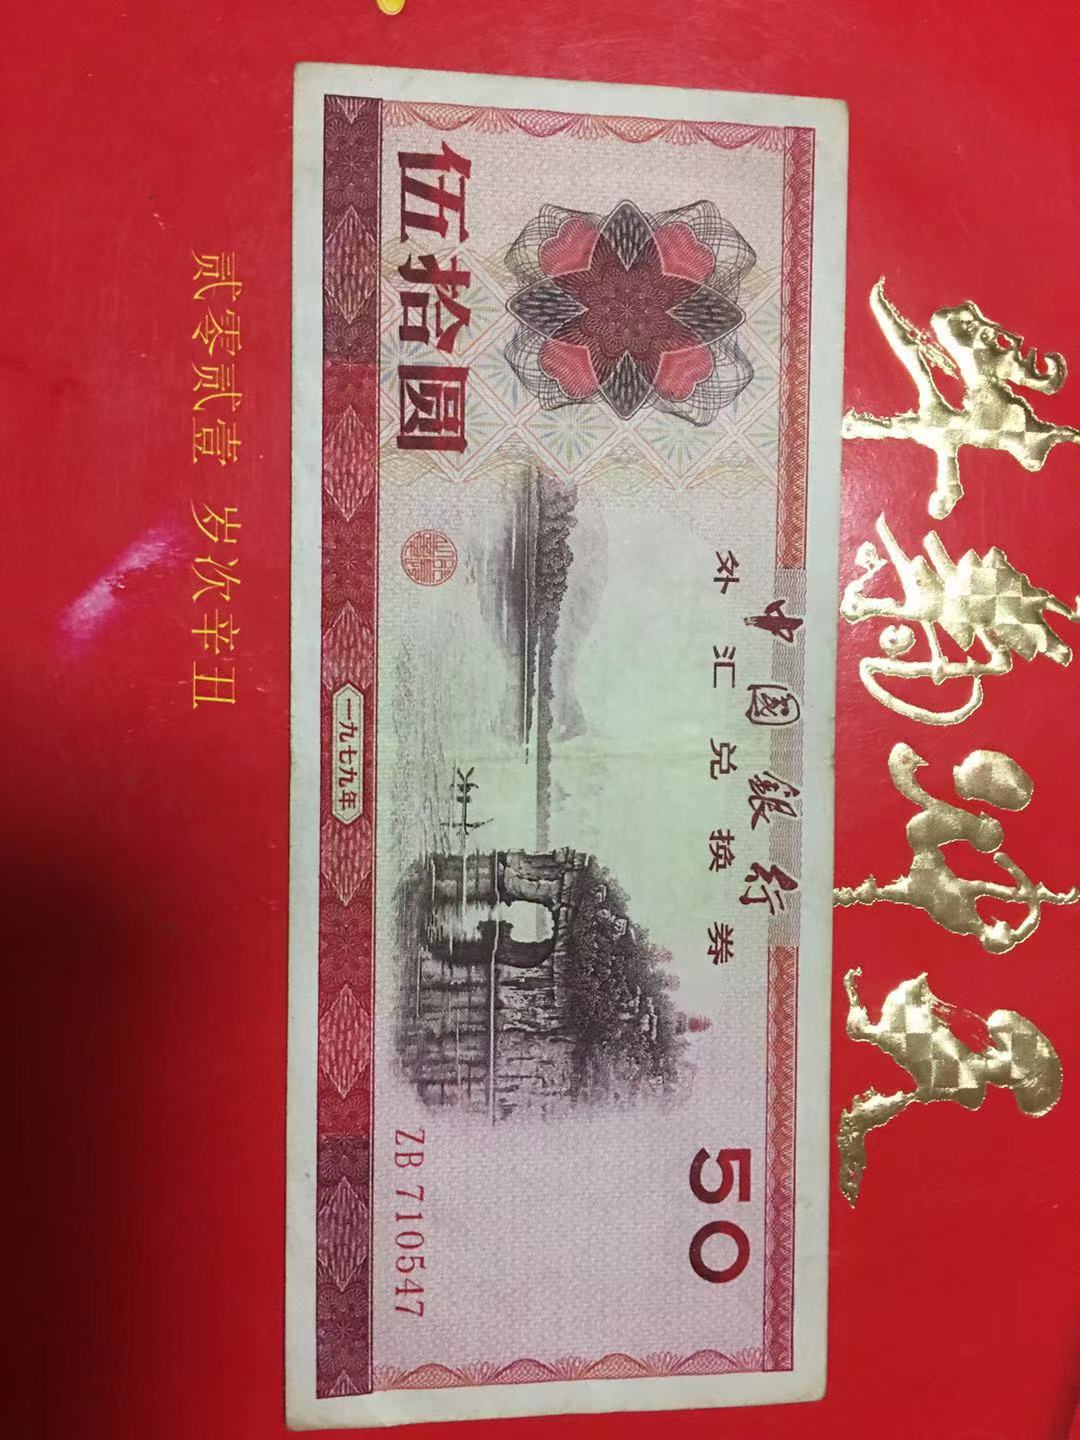 中國銀行
外汇兑换券
50
伍拾圆
ZB 710547
一九七九年
贰零贰壹 岁次辛丑